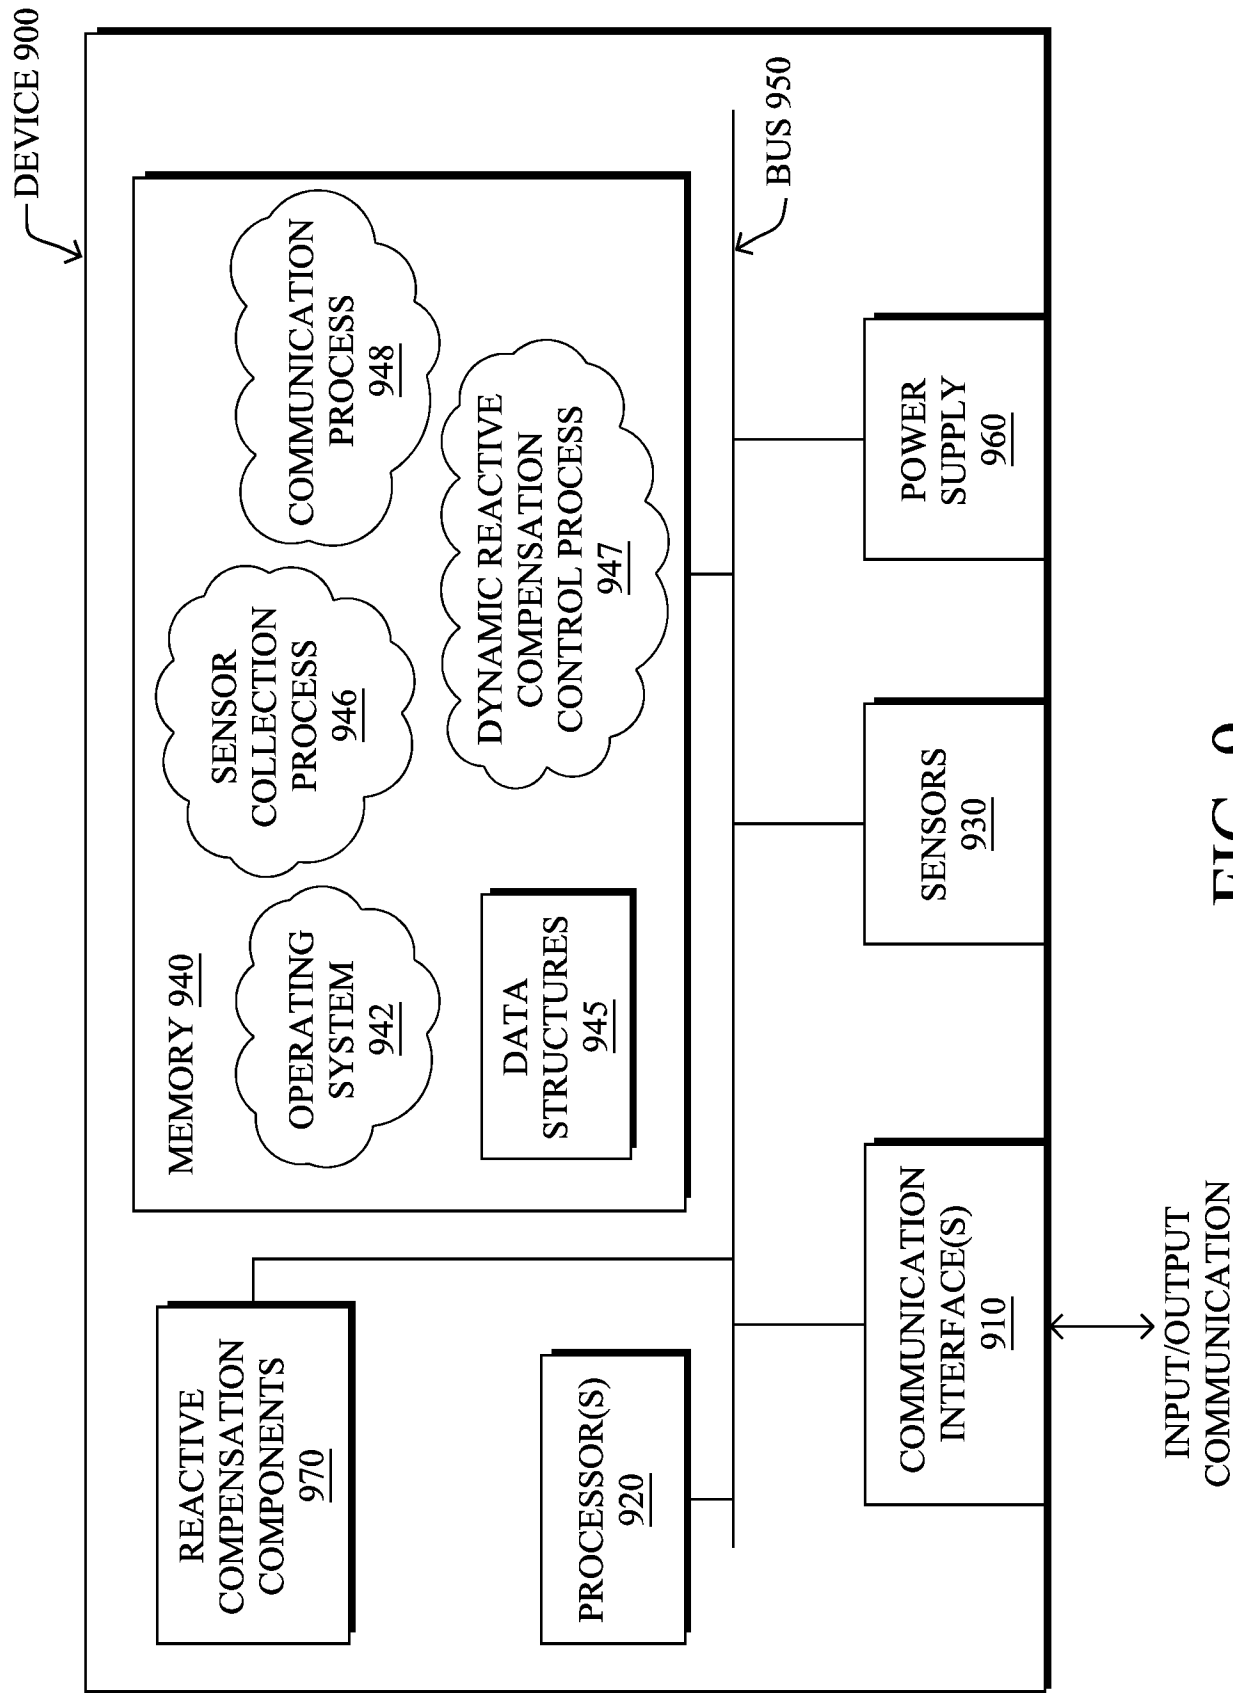 DEVICE 900
REACTIVE
COMPENSATION
COMPONENTS
970
MEMORY 940
OPERATING
SYSTEM
942
SENSOR
COLLECTION
PROCESS
946
COMMUNICATION
PROCESS
948
PROCESSOR(S)
920
DATA
STRUCTURES
945
DYNAMIC REACTIVE
COMPENSATION
CONTROL PROCESS
947
BUS 950
COMMUNICATION
INTERFACE(S)
910
SENSORS
930
POWER
SUPPLY
960
INPUT/OUTPUT
COMMUNICATION
FIG. 9